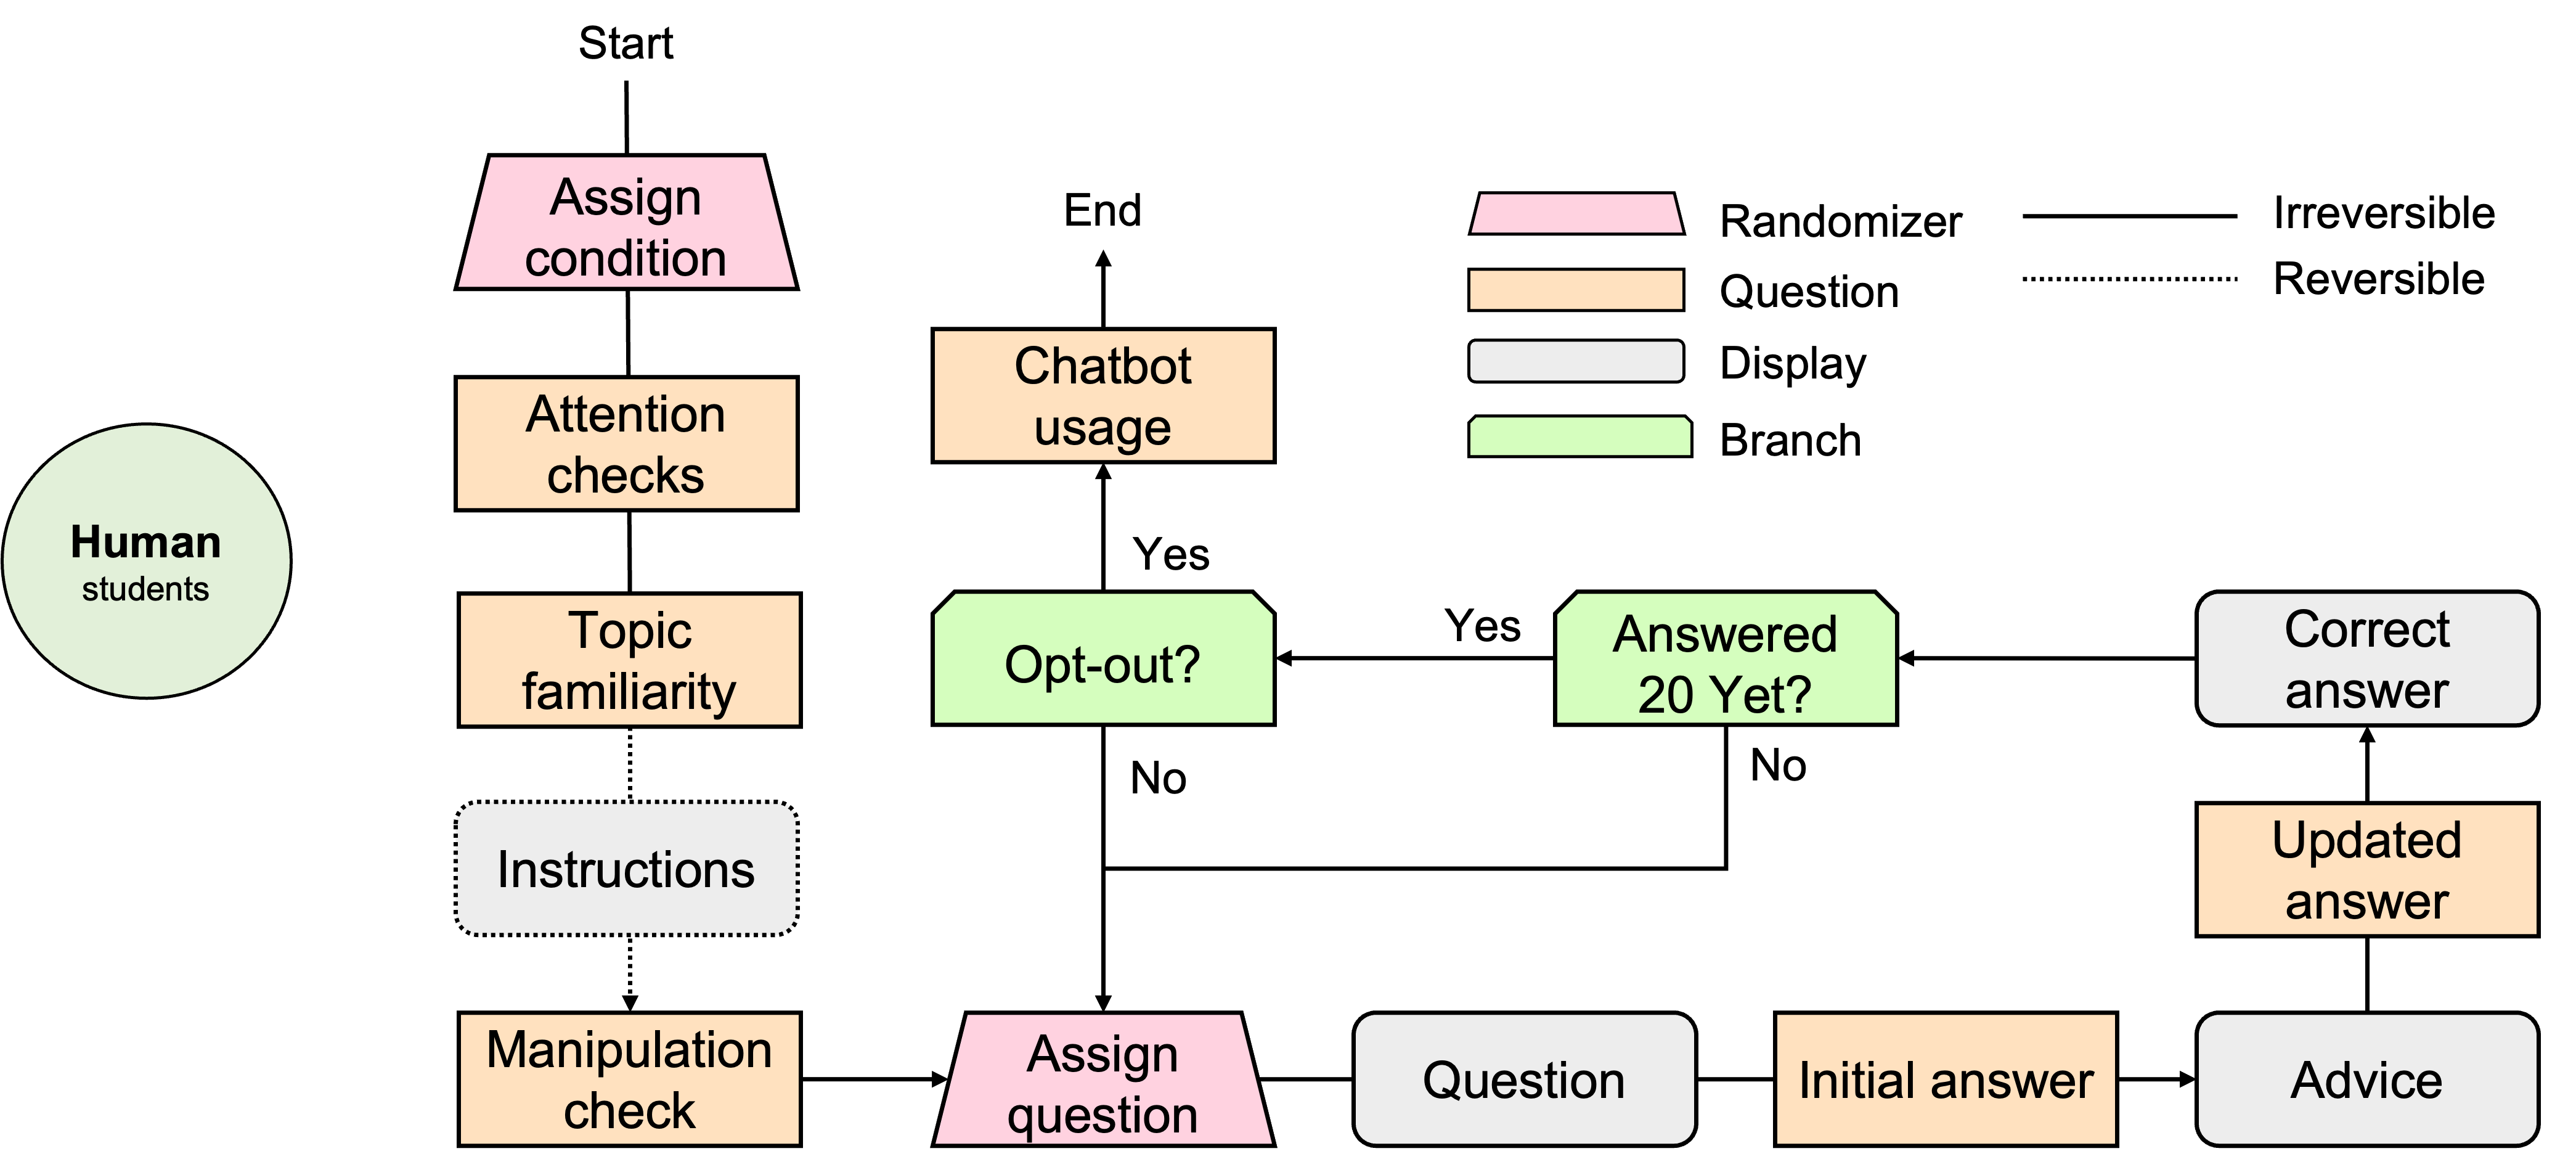 Start
Assign
condition
Attention
checks
Human
students
Topic
familiarity
Instructions
Manipulation
check
End
Chatbot
usage
Yes
Opt-out?
No
Assign
question
Question
Initial answer
Advice
Updated
answer
Correct
answer
Answered
20 Yet?
Yes
No
Randomizer
Question
Display
Branch
Irreversible
Reversible